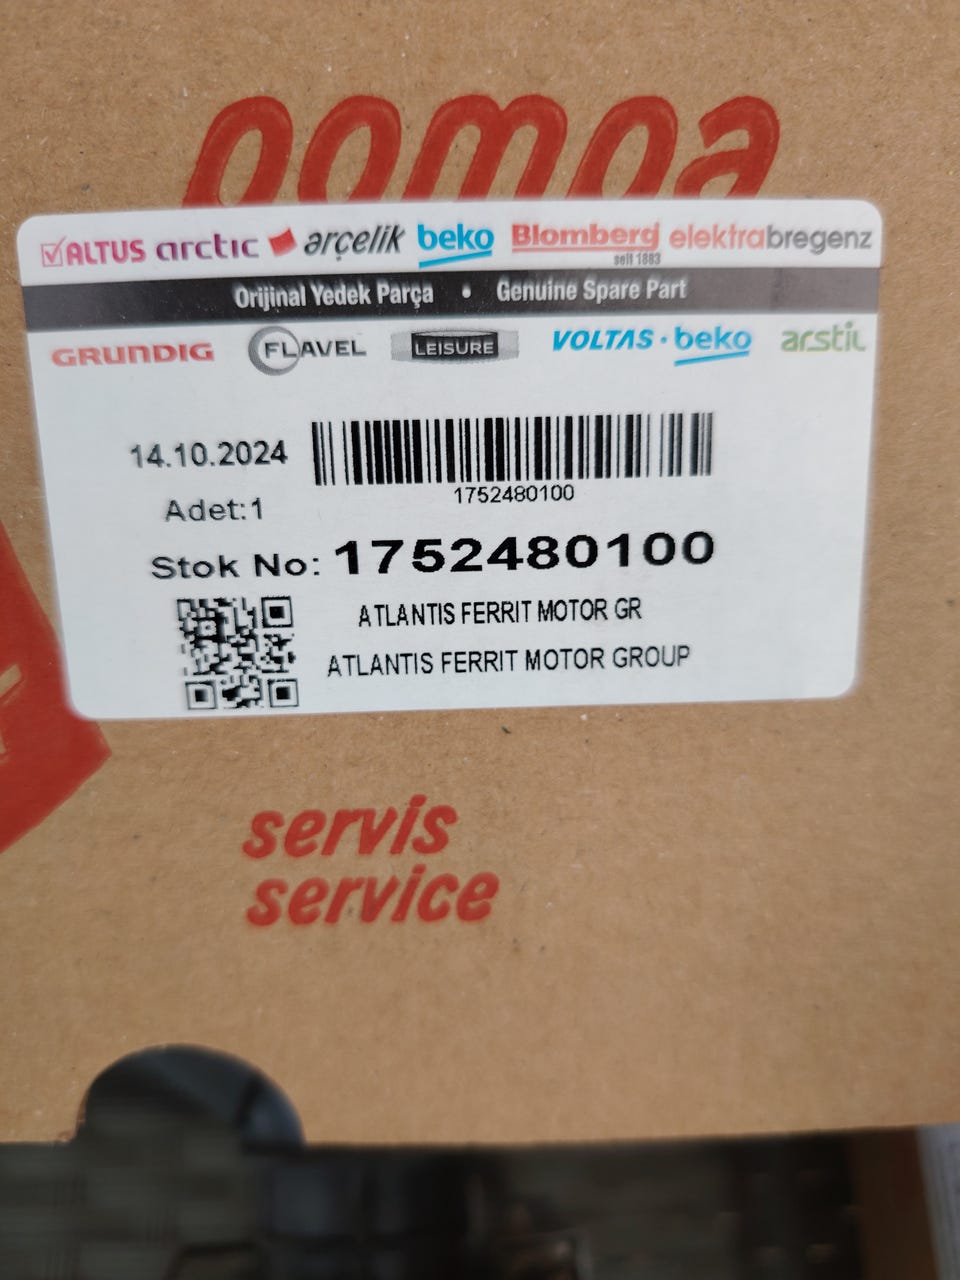 pompa
ALTUS arctic arçelik beko Blomberg elektrabregenz
seit 1883
Orijinal Yedek Parça • Genuine Spare Part
GRUNDIG FLAVEL LEISURE VOLTAS · beko arstil
14.10.2024
1752480100
Adet:1
Stok No: 1752480100
ATLANTIS FERRIT MOTOR GR
ATLANTIS FERRIT MOTOR GROUP
servis
service